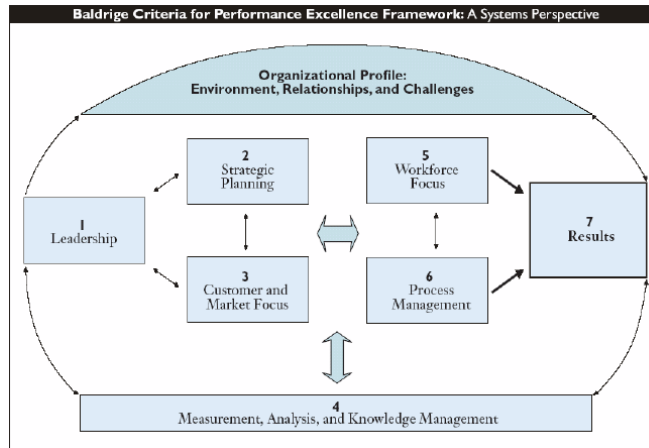 Baldrige Criteria for Performance Excellence Framework: A Systems Perspective
Organizational Profile:
Environment, Relationships, and Challenges
2
Strategic
Planning
5
Workforce
Focus
1
Leadership
7
Results
3
Customer and
Market Focus
6
Process
Management
4
Measurement, Analysis, and Knowledge Management